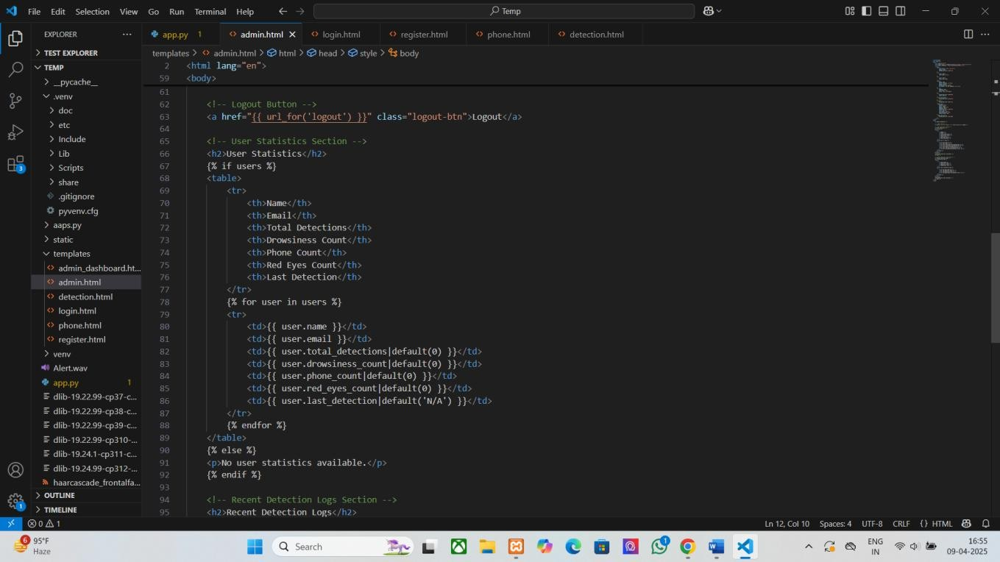 File Edit Selection View Go Run Terminal Help
Temp
EXPLORER
TEST EXPLORER
TEMP
__pycache__
.venv
doc
etc
Include
Lib
Scripts
share
.gitignore
pyvenv.cfg
aaps.py
static
templates
admin_dashboard.ht...
admin.html
detection.html
login.html
phone.html
register.html
venv
Alert.wav
app.py 1
dlib-19.22.99-cp37-c...
dlib-19.22.99-cp38-c...
dlib-19.22.99-cp39-c...
dlib-19.22.99-cp310-...
dlib-19.24.1-cp311-c...
dlib-19.24.99-cp312-...
haarcascade_frontalfa...
OUTLINE
TIMELINE
3
1
app.py 1 admin.html login.html register.html phone.html detection.html
templates > admin.html > html > head > style > body
2 <html lang="en">
59 <body>
61
62 <!-- Logout Button -->
63 <a href="{{ url_for('logout') }}" class="logout-btn">Logout</a>
64
65 <!-- User Statistics Section -->
66 <h2>User Statistics</h2>
67 {% if users %}
68 <table>
69 <tr>
70 <th>Name</th>
71 <th>Email</th>
72 <th>Total Detections</th>
73 <th>Drowsiness Count</th>
74 <th>Phone Count</th>
75 <th>Red Eyes Count</th>
76 <th>Last Detection</th>
77 </tr>
78 {% for user in users %}
79 <tr>
80 <td>{{ user.name }}</td>
81 <td>{{ user.email }}</td>
82 <td>{{ user.total_detections|default(0) }}</td>
83 <td>{{ user.drowsiness_count|default(0) }}</td>
84 <td>{{ user.phone_count|default(0) }}</td>
85 <td>{{ user.red_eyes_count|default(0) }}</td>
86 <td>{{ user.last_detection|default('N/A') }}</td>
87 </tr>
88 {% endfor %}
89 </table>
90 {% else %}
91 <p>No user statistics available.</p>
92 {% endif %}
93
94 <!-- Recent Detection Logs Section -->
95 <h2>Recent Detection Logs</h2>
0 1 Ln 12, Col 10 Spaces: 4 UTF-8 CRLF {} HTML
6 95°F
Haze
Search
1
ENG
IN
16:55
09-04-2025